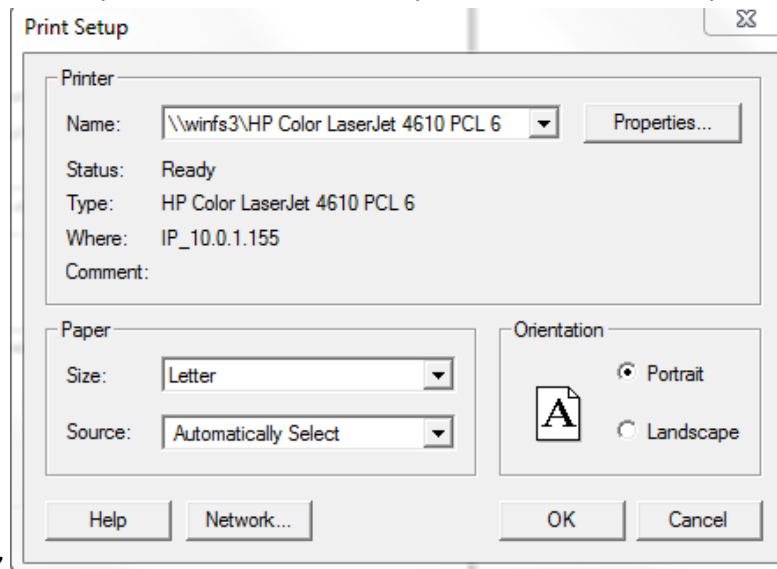 Print Setup
Printer
Name: \\winfs3\HP Color LaserJet 4610 PCL 6 Properties...
Status: Ready
Type: HP Color LaserJet 4610 PCL 6
Where: IP_10.0.1.155
Comment:
Paper
Size: Letter
Source: Automatically Select
Orientation
A
Portrait
Landscape
Help Network... OK Cancel